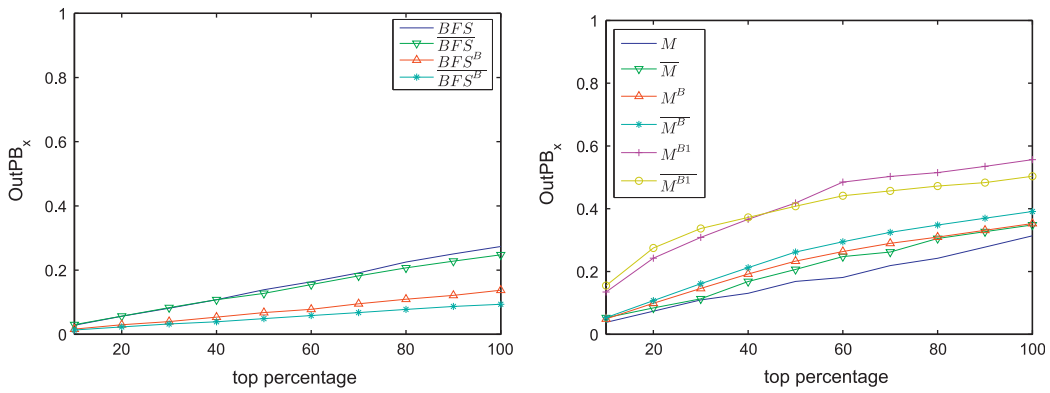 OutPB_x
1
0.8
0.6
0.4
0.2
0
20
40
60
80
100
top percentage
BFS
\overline{BFS}
BFS^B
\overline{BFS^B}
OutPB_x
1
0.8
0.6
0.4
0.2
0
20
40
60
80
100
top percentage
M
\overline{M}
M^B
\overline{M^B}
M^{B1}
\overline{M^{B1}}